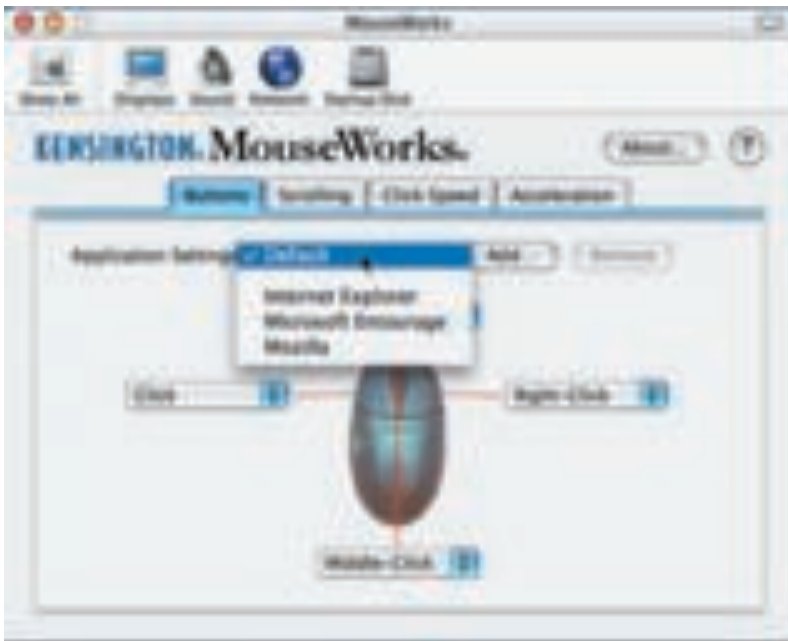 MouseWorks
Show All Displays Sound Network Startup Disk
KENSINGTON. MouseWorks. About... ?
Buttons Scrolling Click Speed Acceleration
Application Setting Default Add Remove
Internet Explorer
Microsoft Entourage
Mozilla
Click Right-Click
Middle-Click